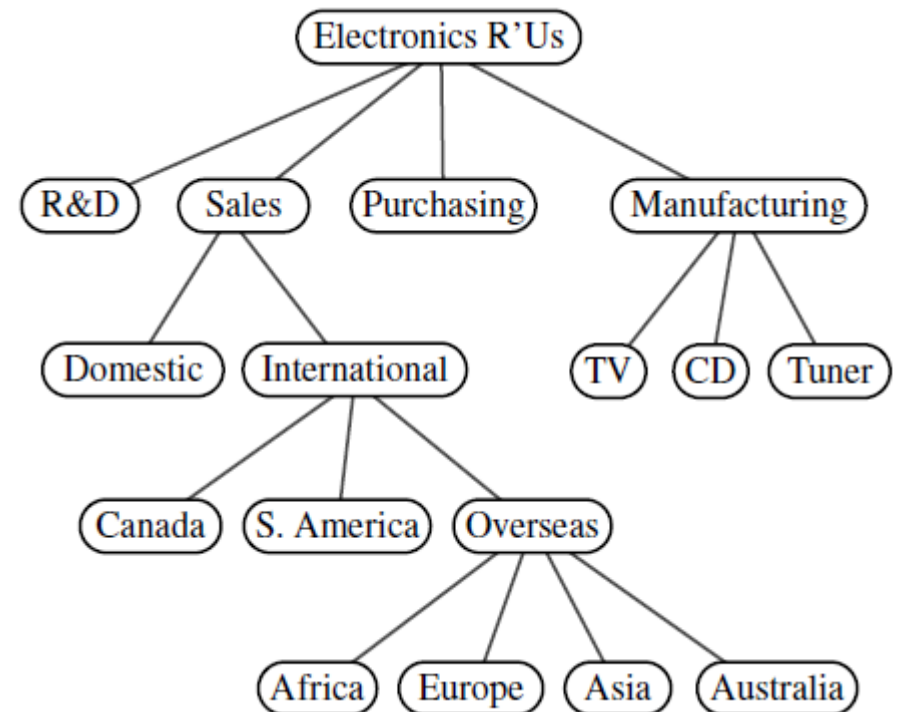 Electronics R'Us
R&D Sales Purchasing Manufacturing
Domestic International TV CD Tuner
Canada S. America Overseas
Africa Europe Asia Australia